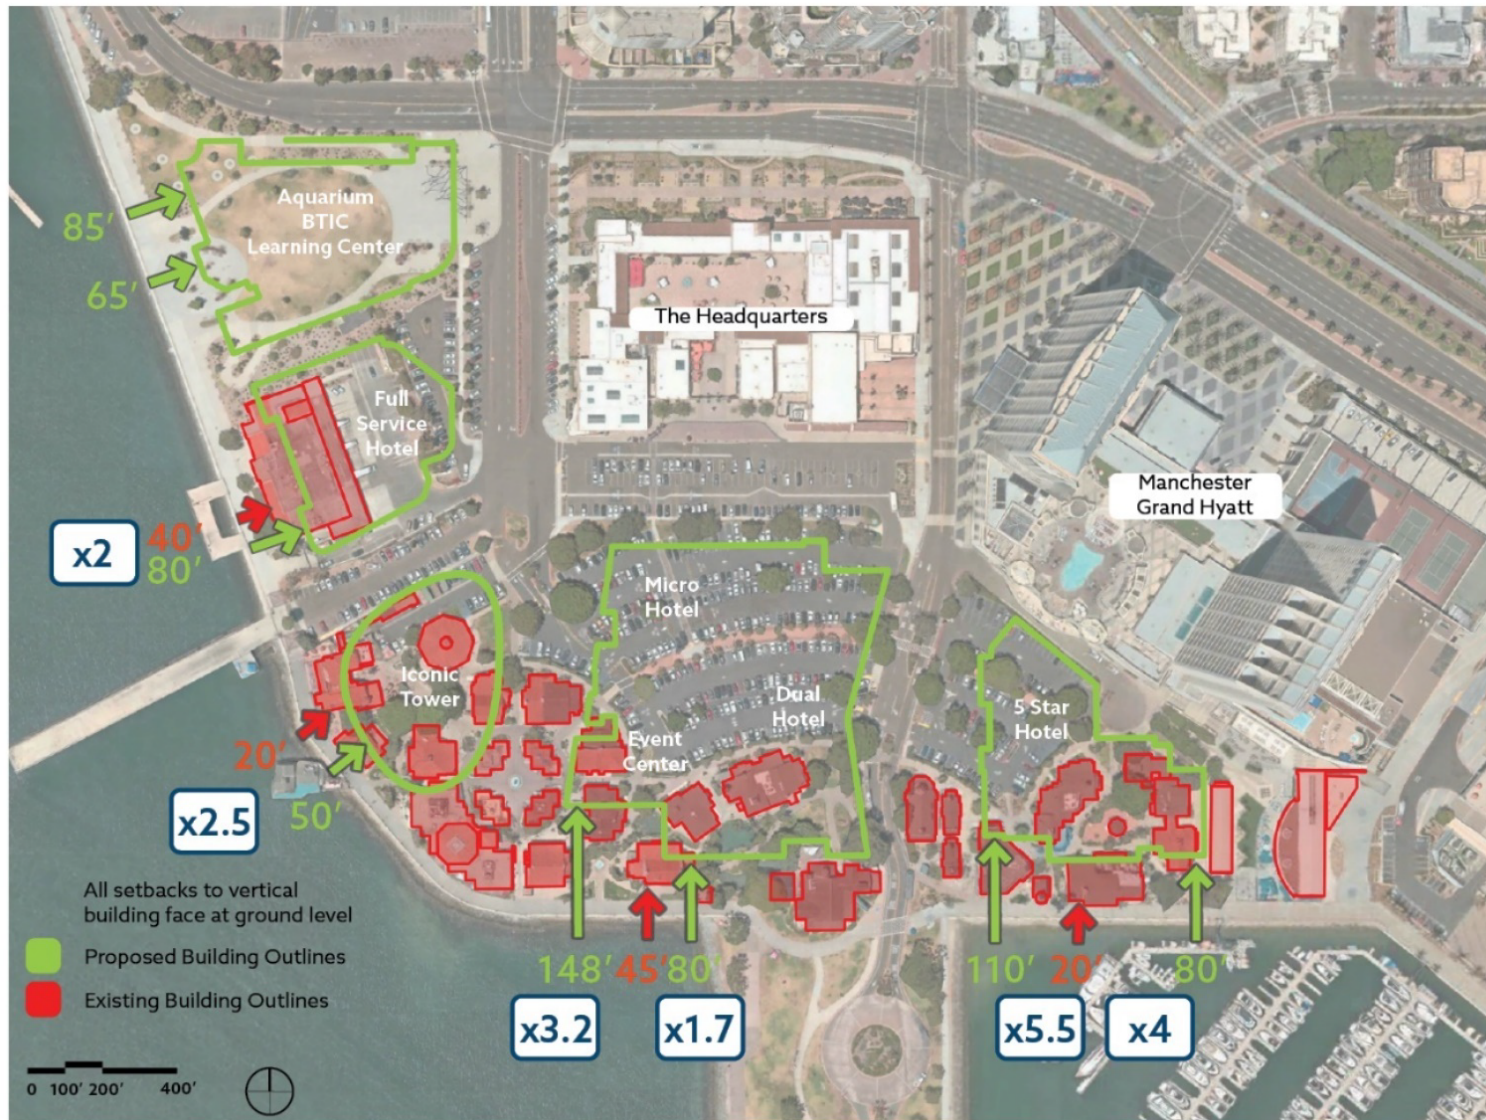 Aquarium
BTIC
Learning Center
85'
65'
The Headquarters
Full
Service
Hotel
Manchester
Grand Hyatt
x2
40'
80'
Micro
Hotel
Iconic
Tower
Dual
Hotel
5 Star
Hotel
Event
Center
20'
50'
x2.5
All setbacks to vertical
building face at ground level
Proposed Building Outlines
Existing Building Outlines
148' 45' 80'
110' 20' 80'
x3.2
x1.7
x5.5
x4
0 100' 200' 400'